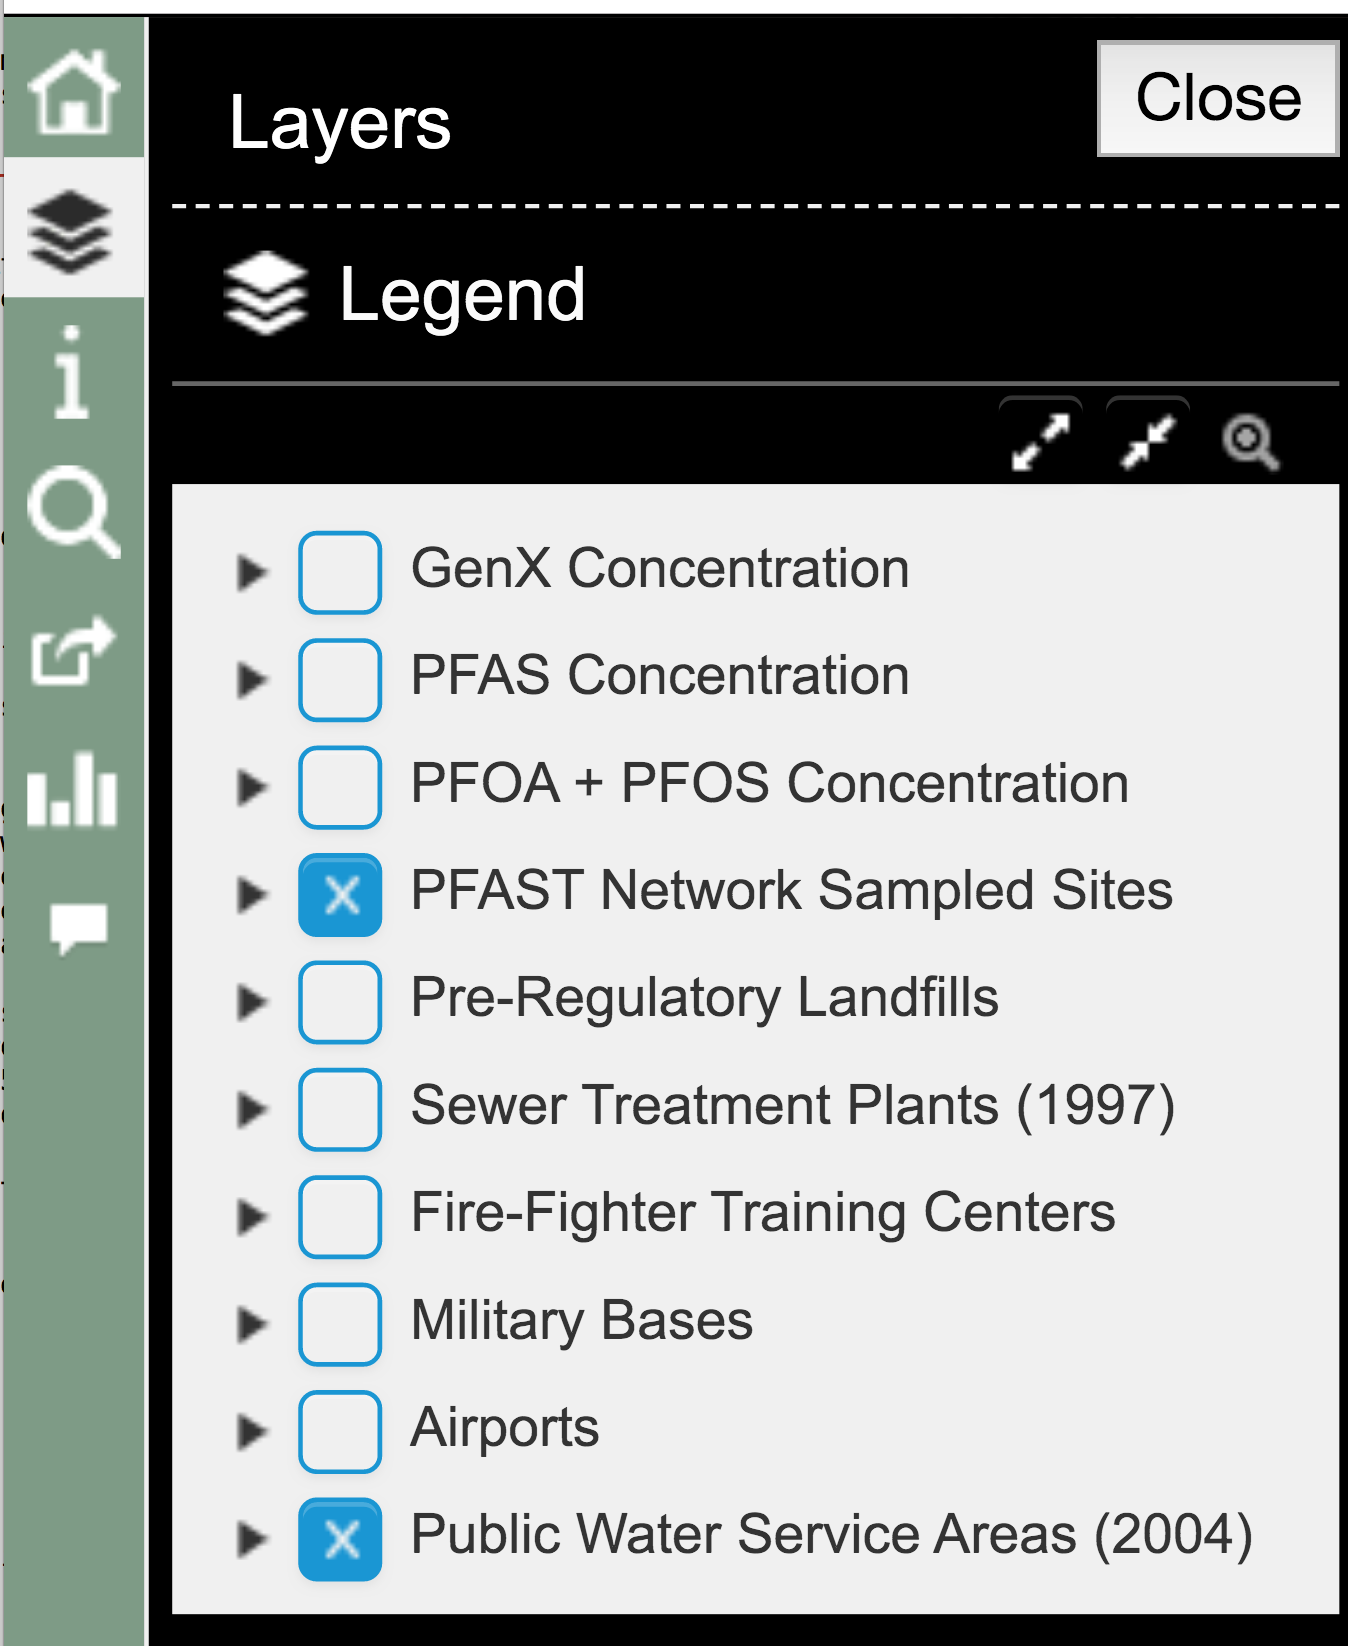 Layers
Close
Legend
GenX Concentration
PFAS Concentration
PFOA + PFOS Concentration
PFAST Network Sampled Sites
Pre-Regulatory Landfills
Sewer Treatment Plants (1997)
Fire-Fighter Training Centers
Military Bases
Airports
Public Water Service Areas (2004)